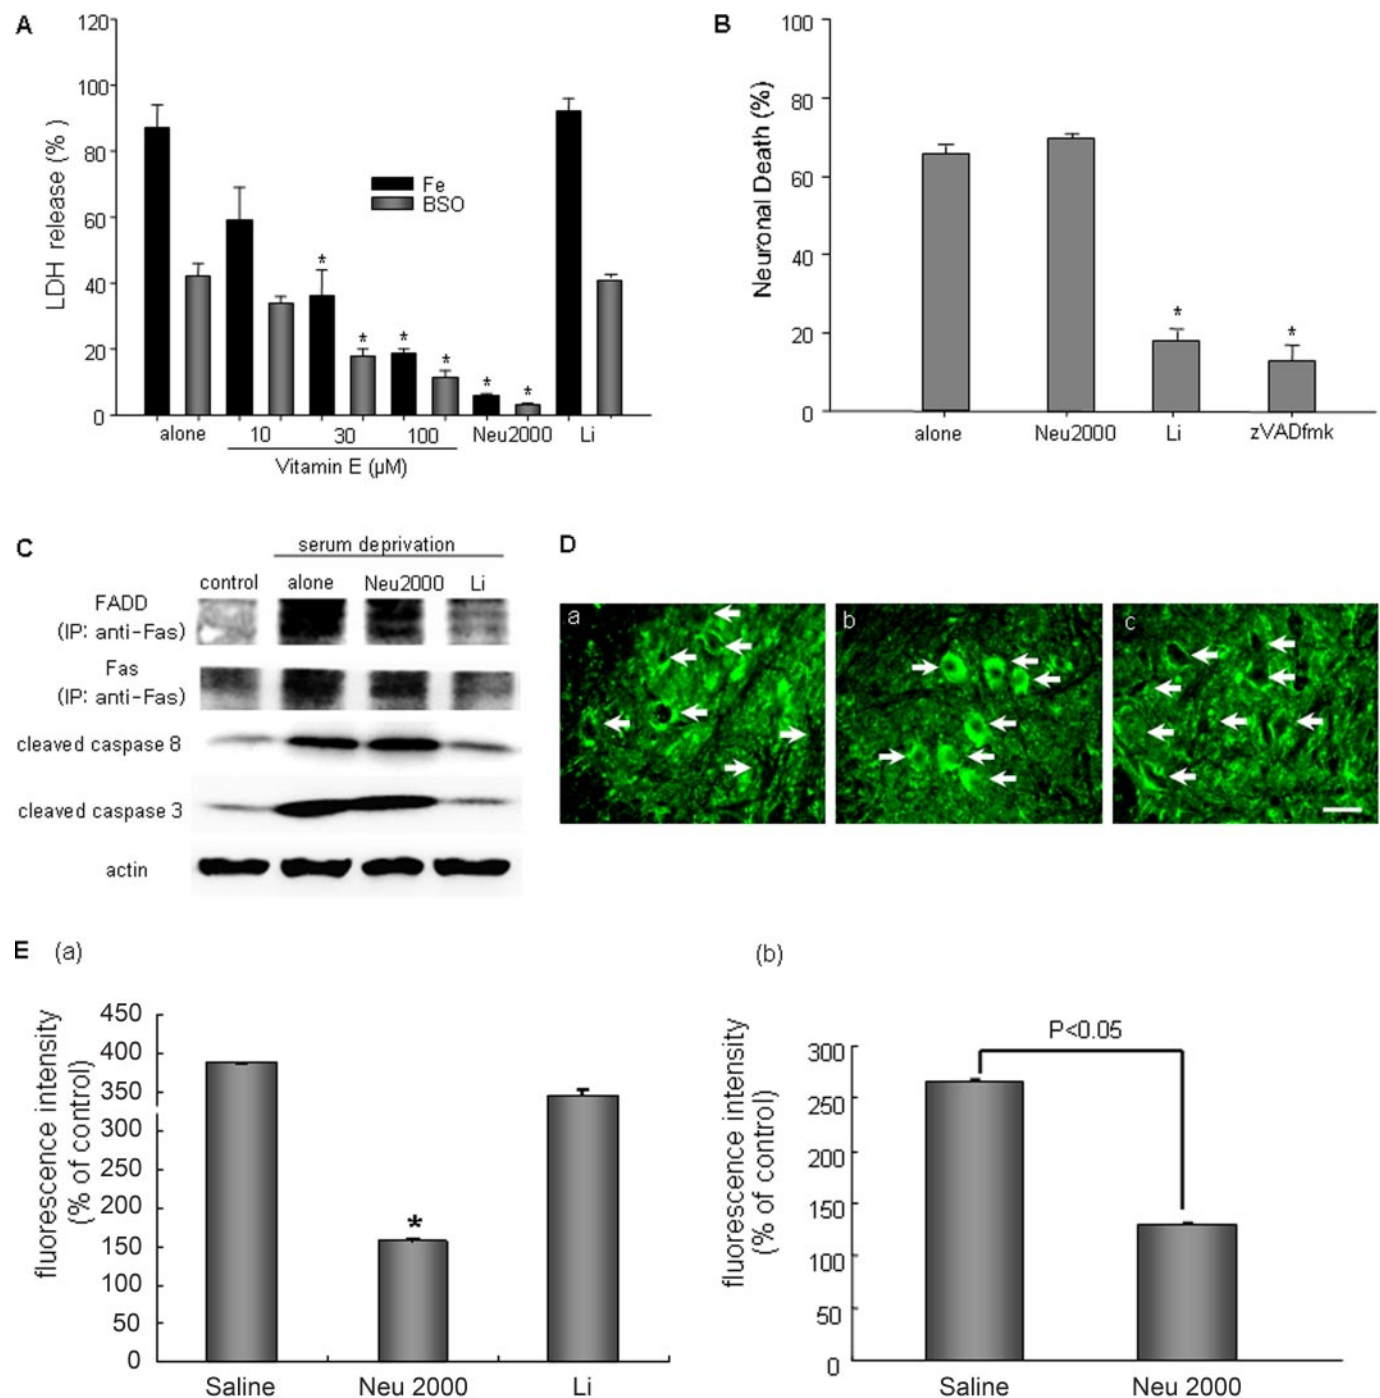 A
120
100
80
60
40
20
0
LDH release (% )
Fe
BSO
*
*
*
*
*
*
alone
10
30
100
Neu2000
Li
Vitamin E (µM)
B
100
80
60
40
20
0
Neuronal Death (%)
*
*
alone
Neu2000
Li
zVADfmk
C
serum deprivation
control
alone
Neu2000
Li
FADD
(IP: anti-Fas)
Fas
(IP: anti-Fas)
cleaved caspase 8
cleaved caspase 3
actin
D
a
b
c
E (a)
450
400
350
300
250
200
150
100
50
0
fluorescence intensity
(% of control)
*
Saline
Neu 2000
Li
(b)
P<0.05
300
250
200
150
100
50
0
fluorescence intensity
(% of control)
Saline
Neu 2000